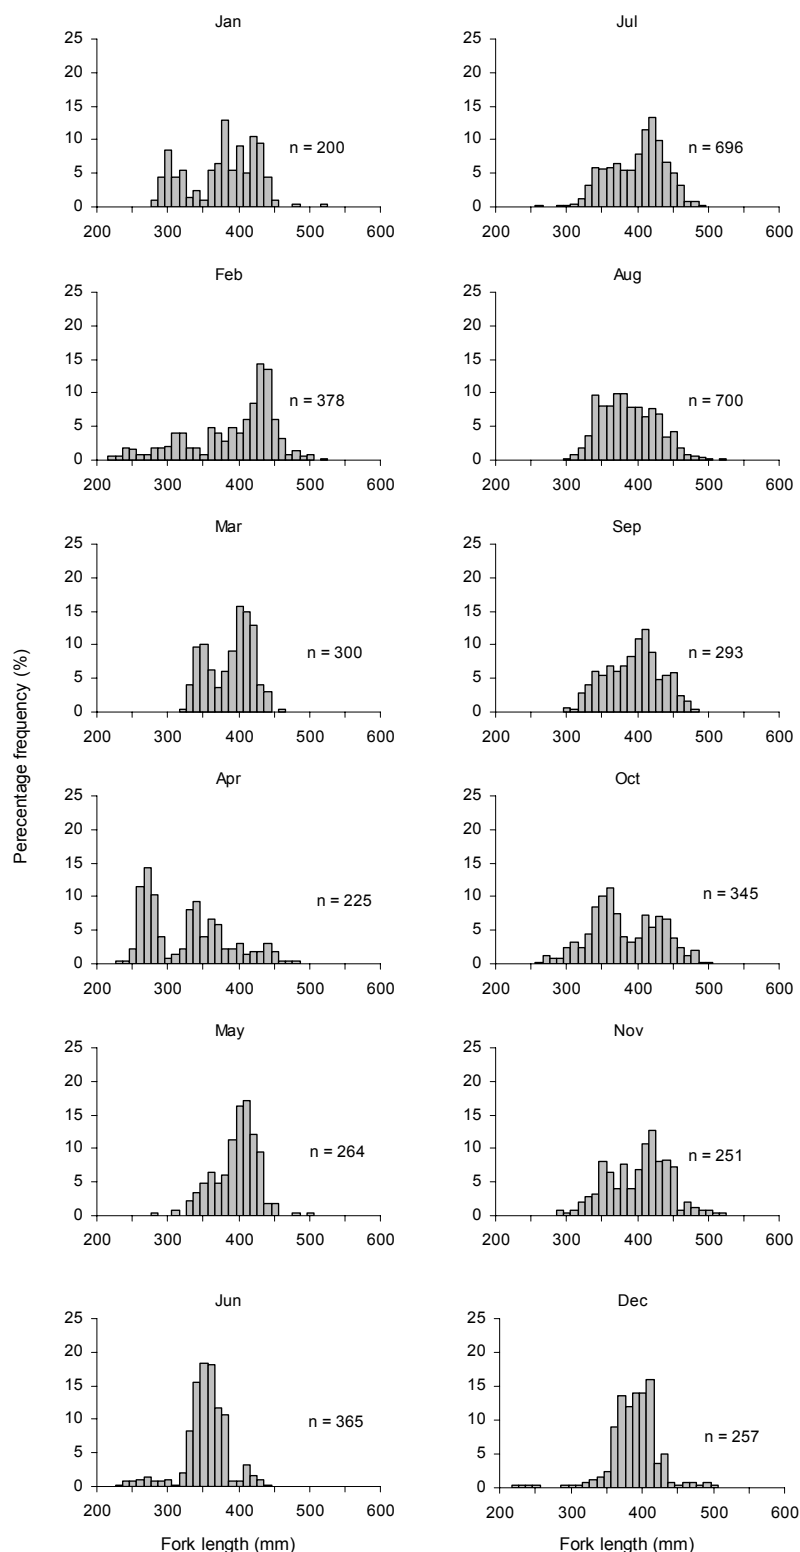 Jan
25
20
15
10
5
0
n = 200
200 300 400 500 600
Feb
25
20
15
10
5
0
n = 378
200 300 400 500 600
Mar
25
20
15
10
5
0
n = 300
200 300 400 500 600
Apr
25
20
15
10
5
0
n = 225
200 300 400 500 600
May
25
20
15
10
5
0
n = 264
200 300 400 500 600
Jun
25
20
15
10
5
0
n = 365
200 300 400 500 600
Fork length (mm)
Perecentage frequency (%)
Jul
25
20
15
10
5
0
n = 696
200 300 400 500 600
Aug
25
20
15
10
5
0
n = 700
200 300 400 500 600
Sep
25
20
15
10
5
0
n = 293
200 300 400 500 600
Oct
25
20
15
10
5
0
n = 345
200 300 400 500 600
Nov
25
20
15
10
5
0
n = 251
200 300 400 500 600
Dec
25
20
15
10
5
0
n = 257
200 300 400 500 600
Fork length (mm)